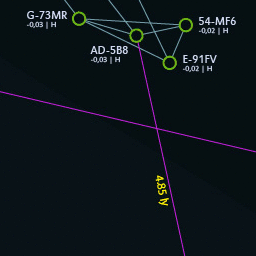 G-73MR
-0,03 | H
54-MF6
-0,02 | H
AD-5B8
-0,03 | H
E-91FV
-0,02 | H
4.85 ly